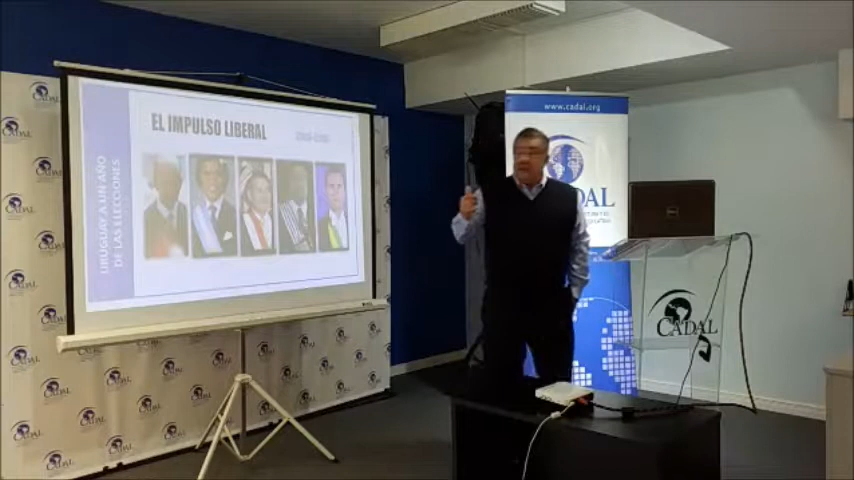 URUGUAY A UN AÑO
DE LAS ELECCIONES
EL IMPULSO LIBERAL
www.cadal.org
CADAL
CADAL